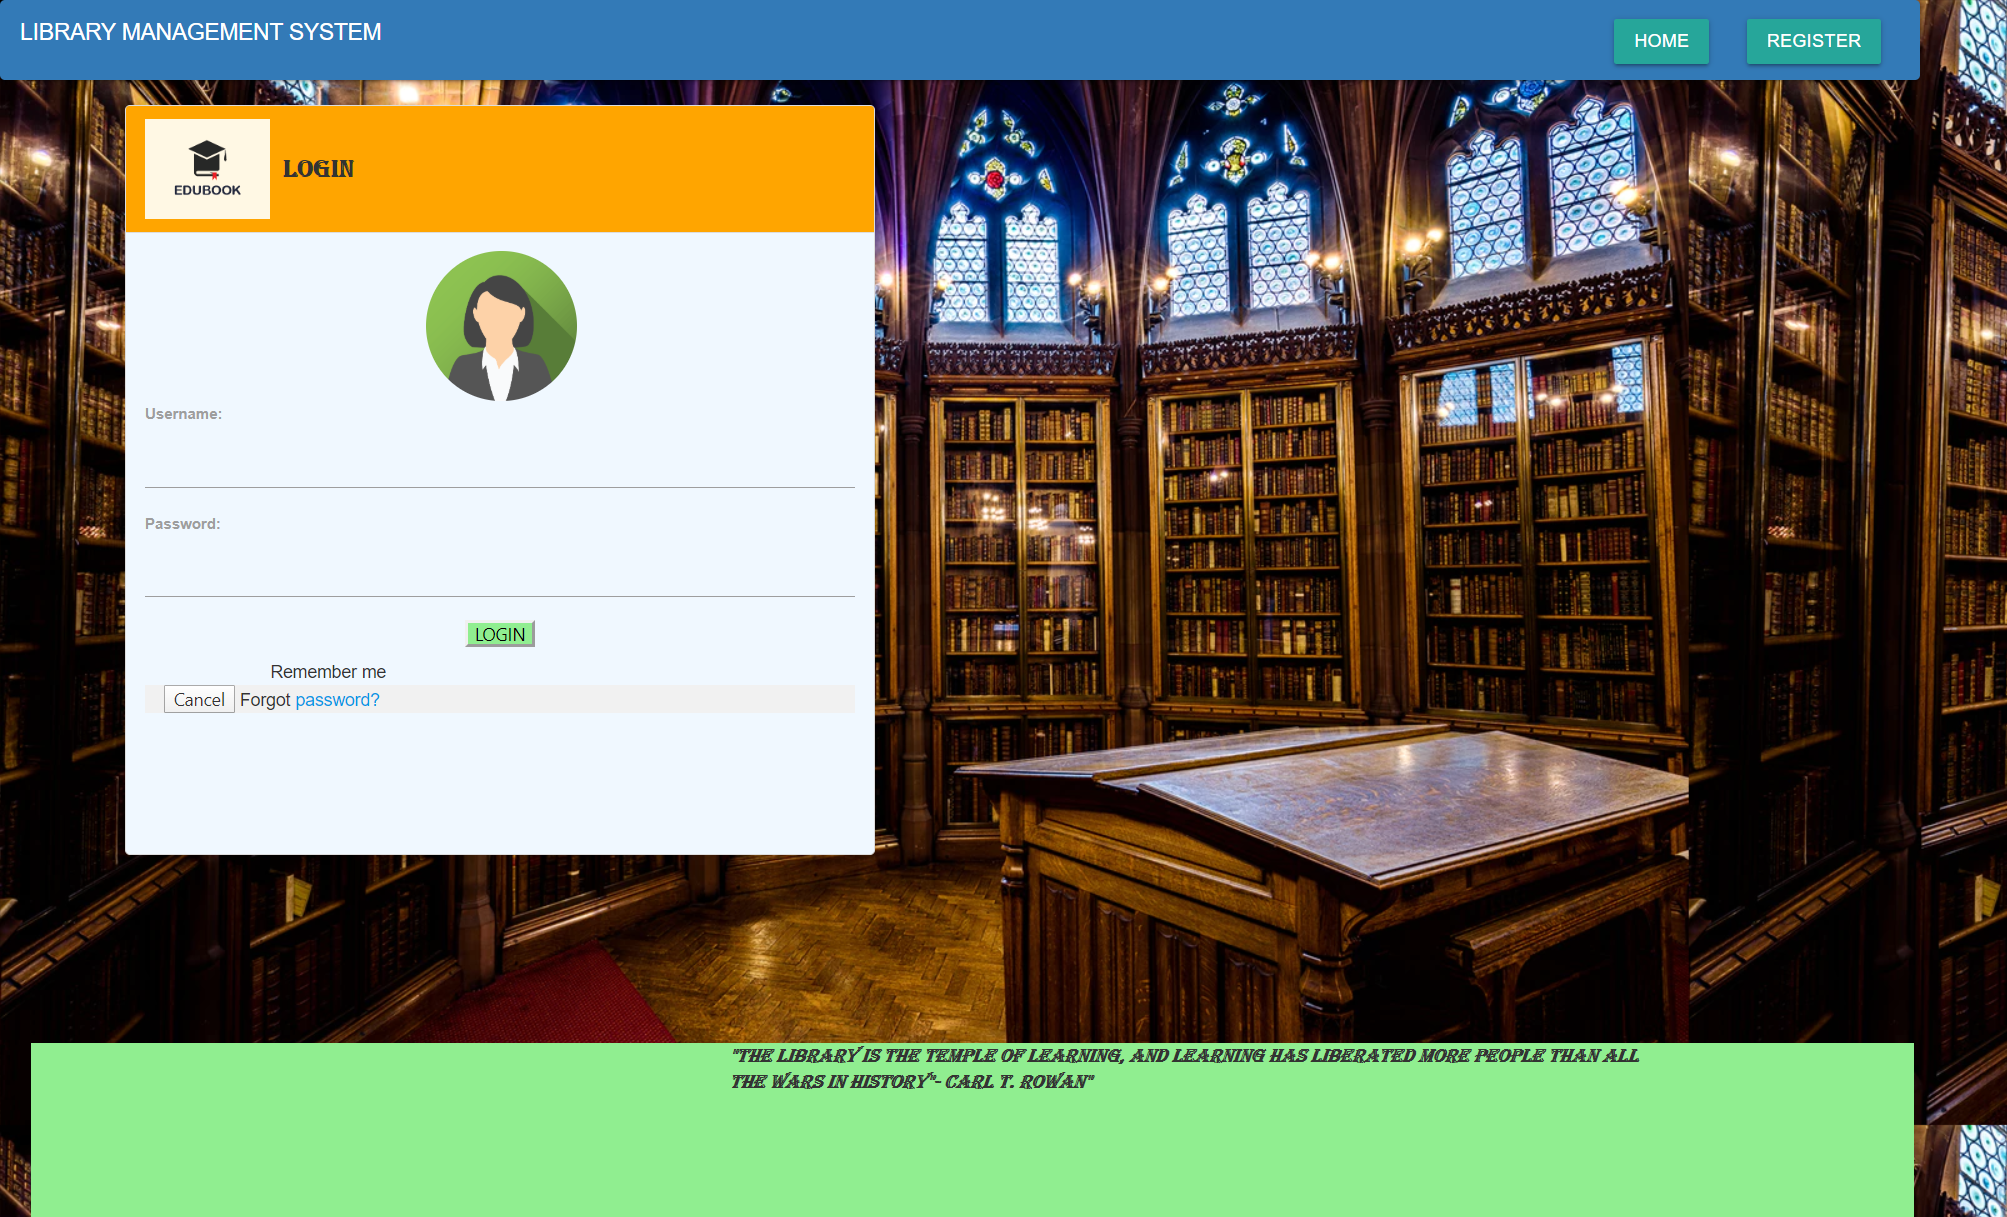 LIBRARY MANAGEMENT SYSTEM
HOME
REGISTER
EDUBOOK
LOGIN
Username:
Password:
LOGIN
Remember me
Cancel Forgot password?
"THE LIBRARY IS THE TEMPLE OF LEARNING, AND LEARNING HAS LIBERATED MORE PEOPLE THAN ALL
THE WARS IN HISTORY"- CARL T. ROWAN"